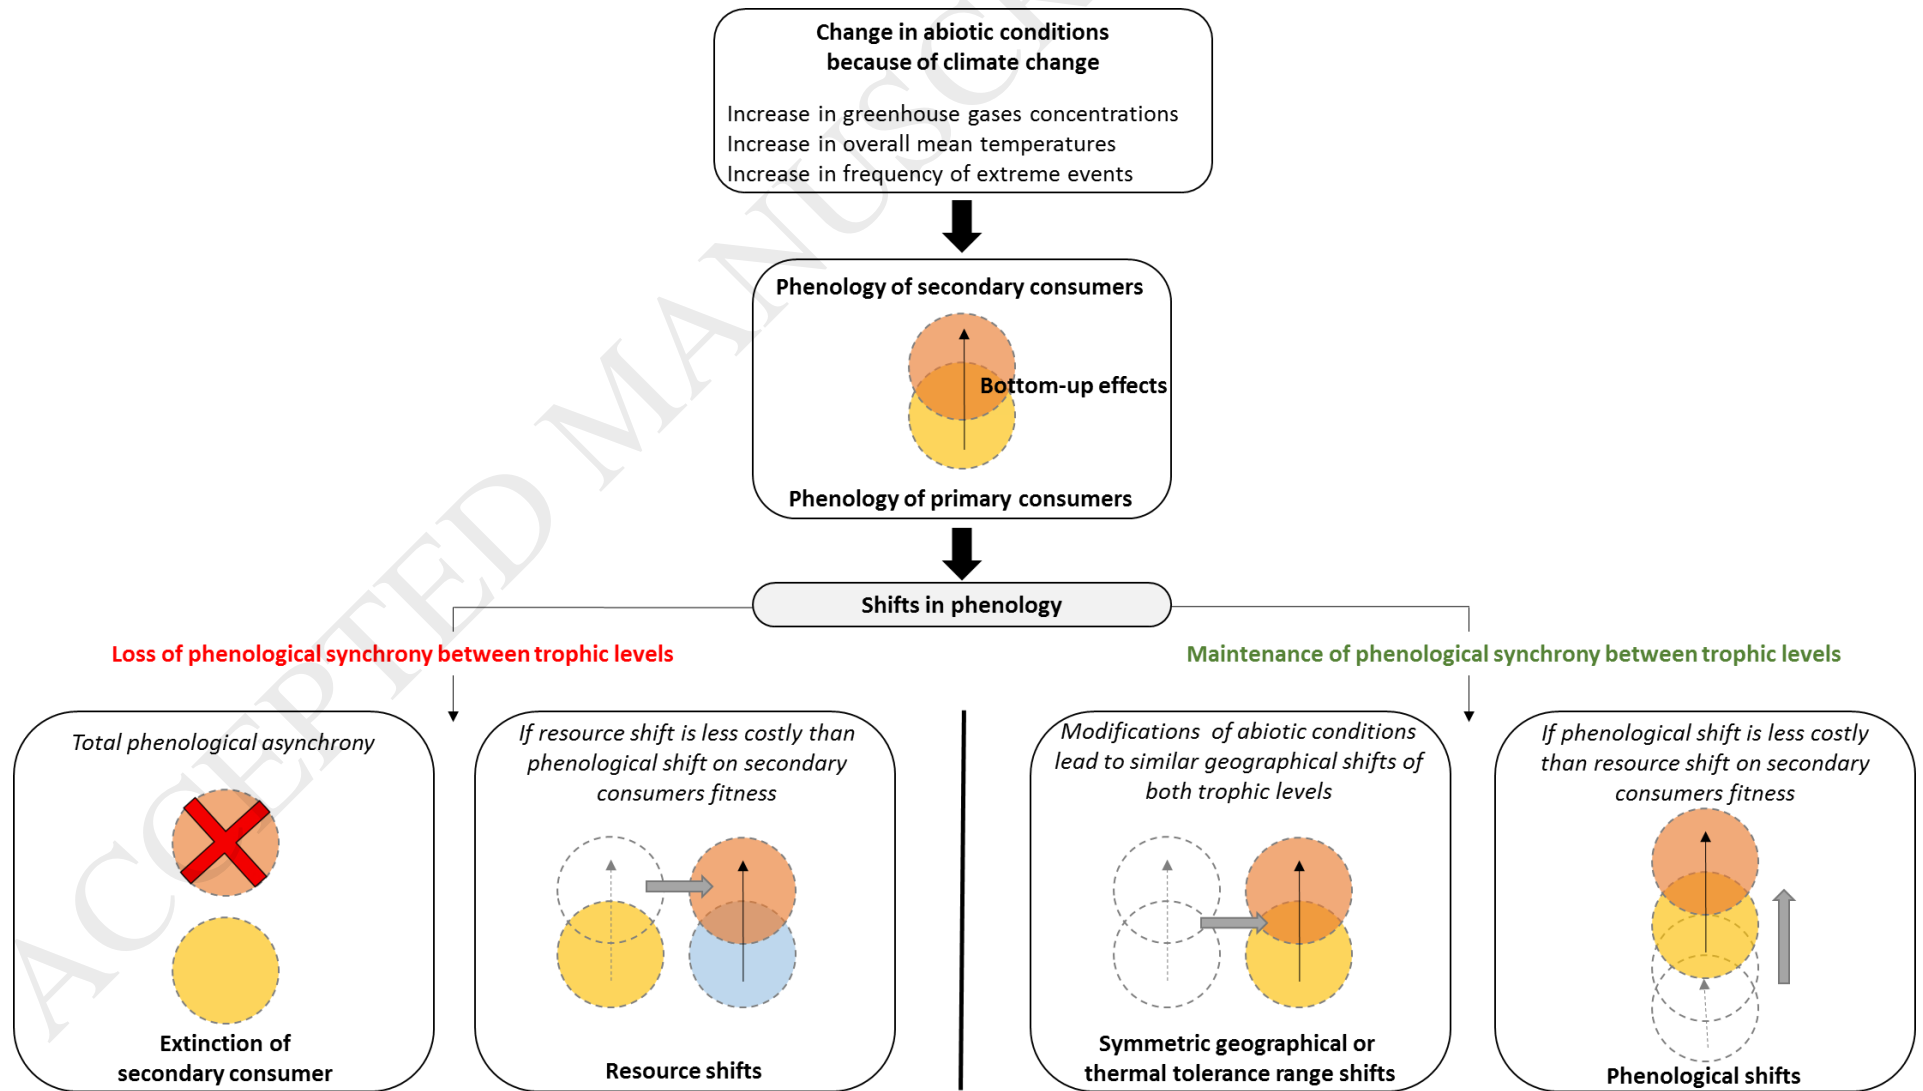 Change in abiotic conditions
because of climate change
Increase in greenhouse gases concentrations
Increase in overall mean temperatures
Increase in frequency of extreme events
Phenology of secondary consumers
Bottom-up effects
Phenology of primary consumers
Shifts in phenology
Loss of phenological synchrony between trophic levels
Maintenance of phenological synchrony between trophic levels
Total phenological asynchrony
Extinction of
secondary consumer
If resource shift is less costly than
phenological shift on secondary
consumers fitness
Resource shifts
Modifications of abiotic conditions
lead to similar geographical shifts of
both trophic levels
Symmetric geographical or
thermal tolerance range shifts
If phenological shift is less costly
than resource shift on secondary
consumers fitness
Phenological shifts
ACCEPTED MANUSCR